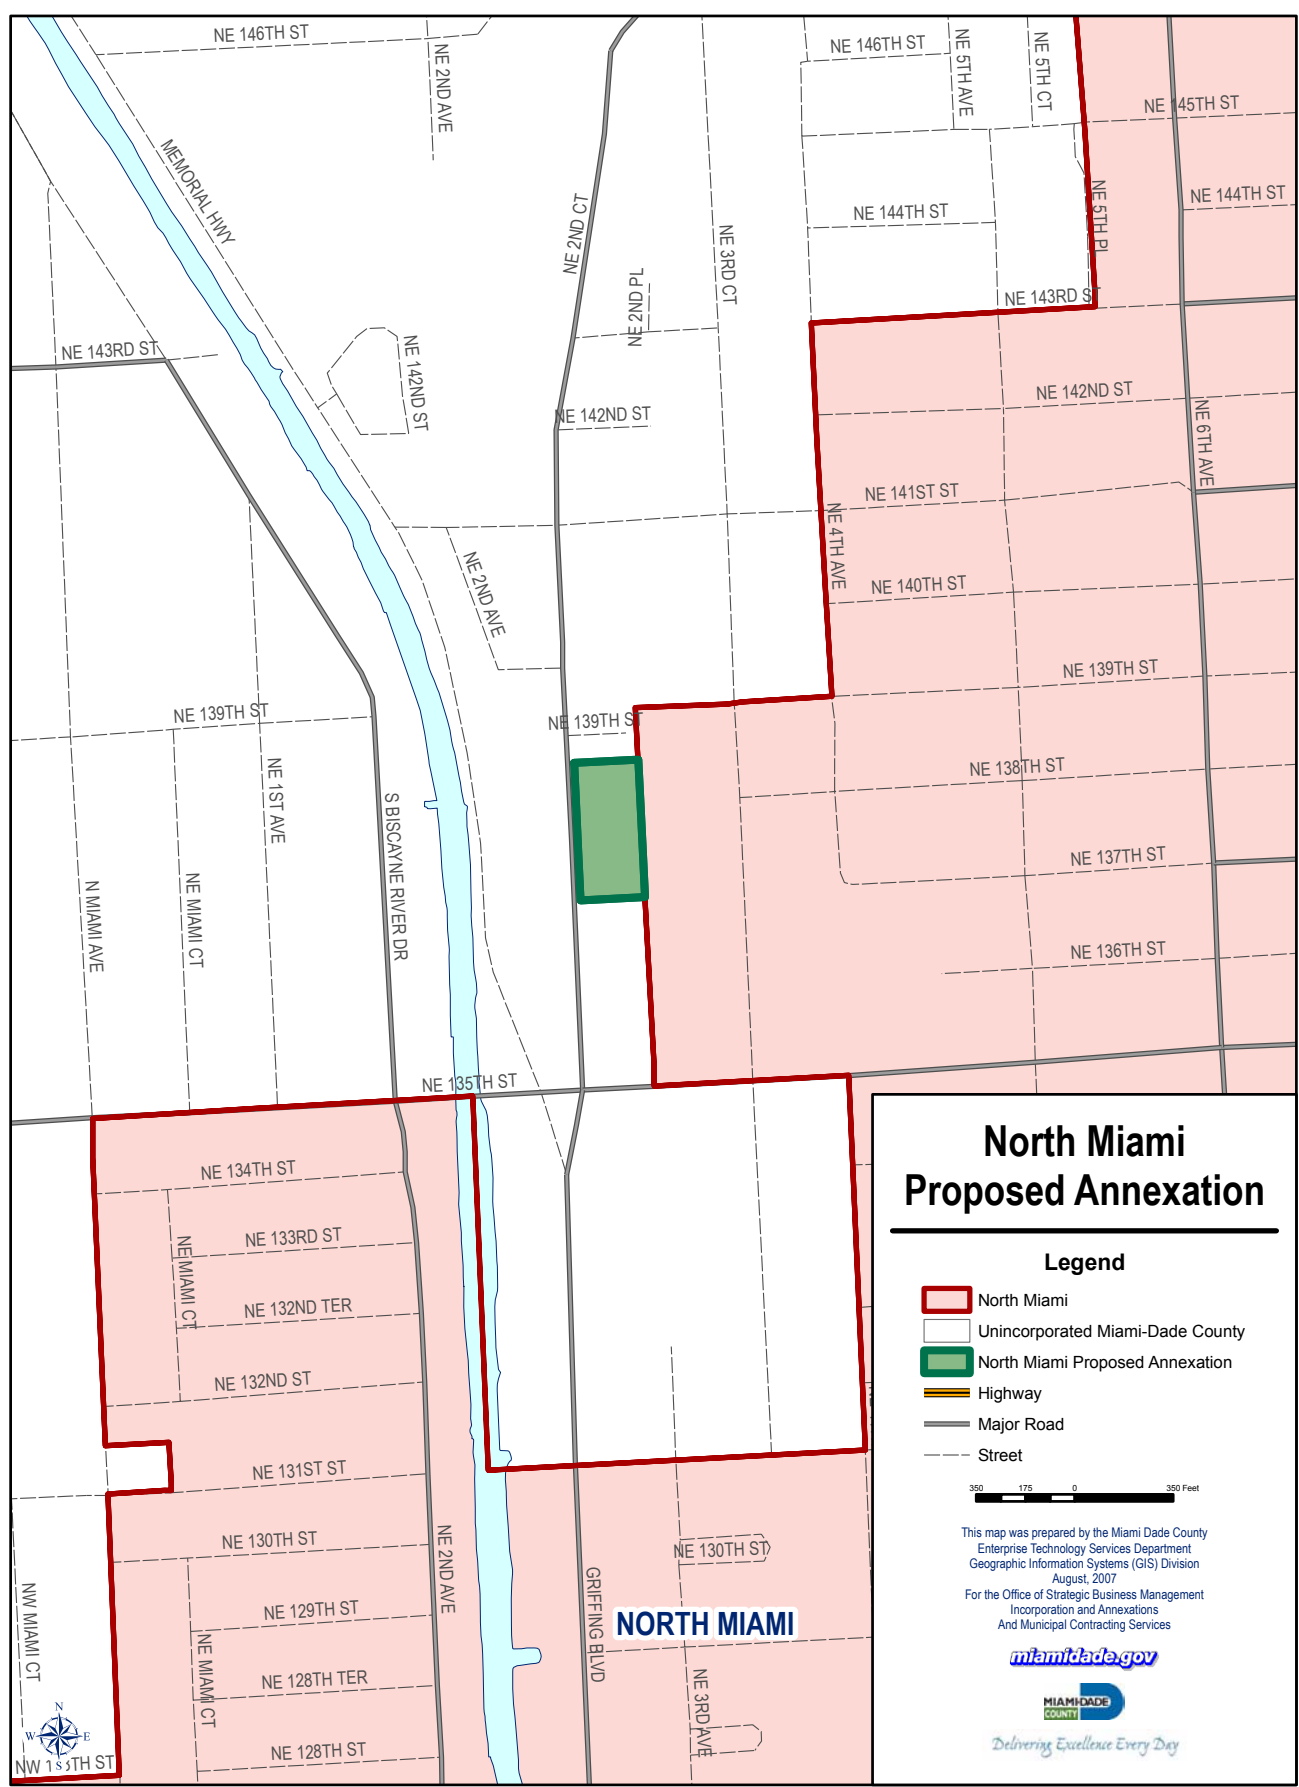 NE 146TH ST
NE 2ND AVE
NE 146TH ST
NE 5TH AVE
NE 5TH CT
NE 145TH ST
MEMORIAL HWY
NE 2ND CT
NE 3RD CT
NE 144TH ST
NE 5TH PL
NE 144TH ST
NE 2ND PL
NE 143RD ST
NE 143RD ST
NE 142ND ST
NE 142ND ST
NE 142ND ST
NE 6TH AVE
NE 141ST ST
NE 4TH AVE
NE 2ND AVE
NE 140TH ST
NE 139TH ST
NE 139TH ST
NE 139TH ST
NE 1ST AVE
NE 138TH ST
S BISCAYNE RIVER DR
N MIAMI AVE
NE MIAMI CT
NE 137TH ST
NE 136TH ST
NE 135TH ST
NE 134TH ST
NE MIAMI CT
NE 133RD ST
NE 132ND TER
NE 132ND ST
NE 131ST ST
NE 130TH ST
NE 2ND AVE
NE 130TH ST
GRIFFING BLVD
NORTH MIAMI
NW MIAMI CT
NE 129TH ST
NE MIAMI CT
NE 128TH TER
NE 3RD AVE
NE 128TH ST
N
W E
S
North Miami
Proposed Annexation
Legend
North Miami
Unincorporated Miami-Dade County
North Miami Proposed Annexation
Highway
Major Road
Street
350 175 0 350 Feet
This map was prepared by the Miami Dade County
Enterprise Technology Services Department
Geographic Information Systems (GIS) Division
August, 2007
For the Office of Strategic Business Management
Incorporation and Annexations
And Municipal Contracting Services
miamidade.gov
MIAMI-DADE
COUNTY
Delivering Excellence Every Day